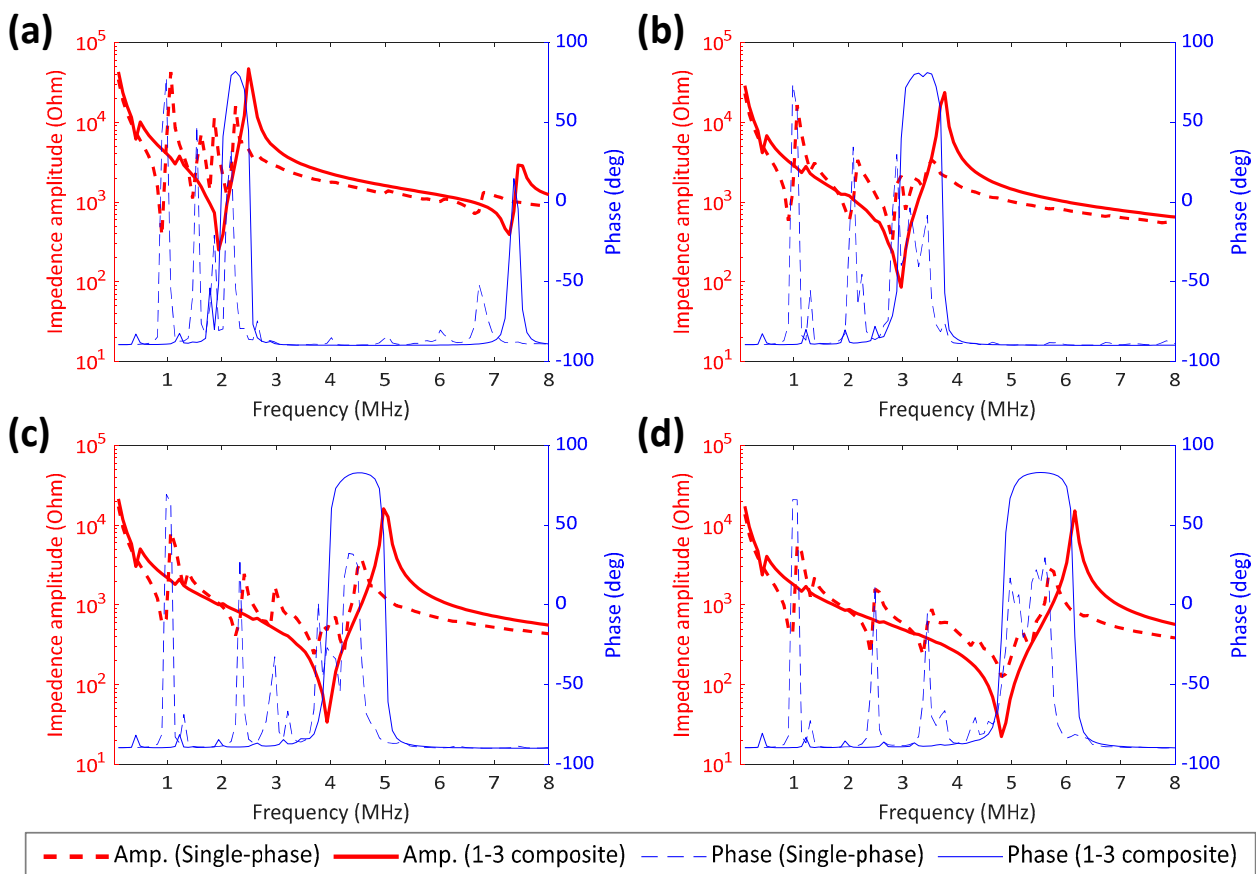 (a)
Impedence amplitude (Ohm)
10^5
10^4
10^3
10^2
10^1
100
50
0
-50
-100
Phase (deg)
1 2 3 4 5 6 7 8
Frequency (MHz)
(b)
Impedence amplitude (Ohm)
10^5
10^4
10^3
10^2
10^1
100
50
0
-50
-100
Phase (deg)
1 2 3 4 5 6 7 8
Frequency (MHz)
(c)
Impedence amplitude (Ohm)
10^5
10^4
10^3
10^2
10^1
100
50
0
-50
-100
Phase (deg)
1 2 3 4 5 6 7 8
Frequency (MHz)
(d)
Impedence amplitude (Ohm)
10^5
10^4
10^3
10^2
10^1
100
50
0
-50
-100
Phase (deg)
1 2 3 4 5 6 7 8
Frequency (MHz)
Amp. (Single-phase) Amp. (1-3 composite) Phase (Single-phase) Phase (1-3 composite)